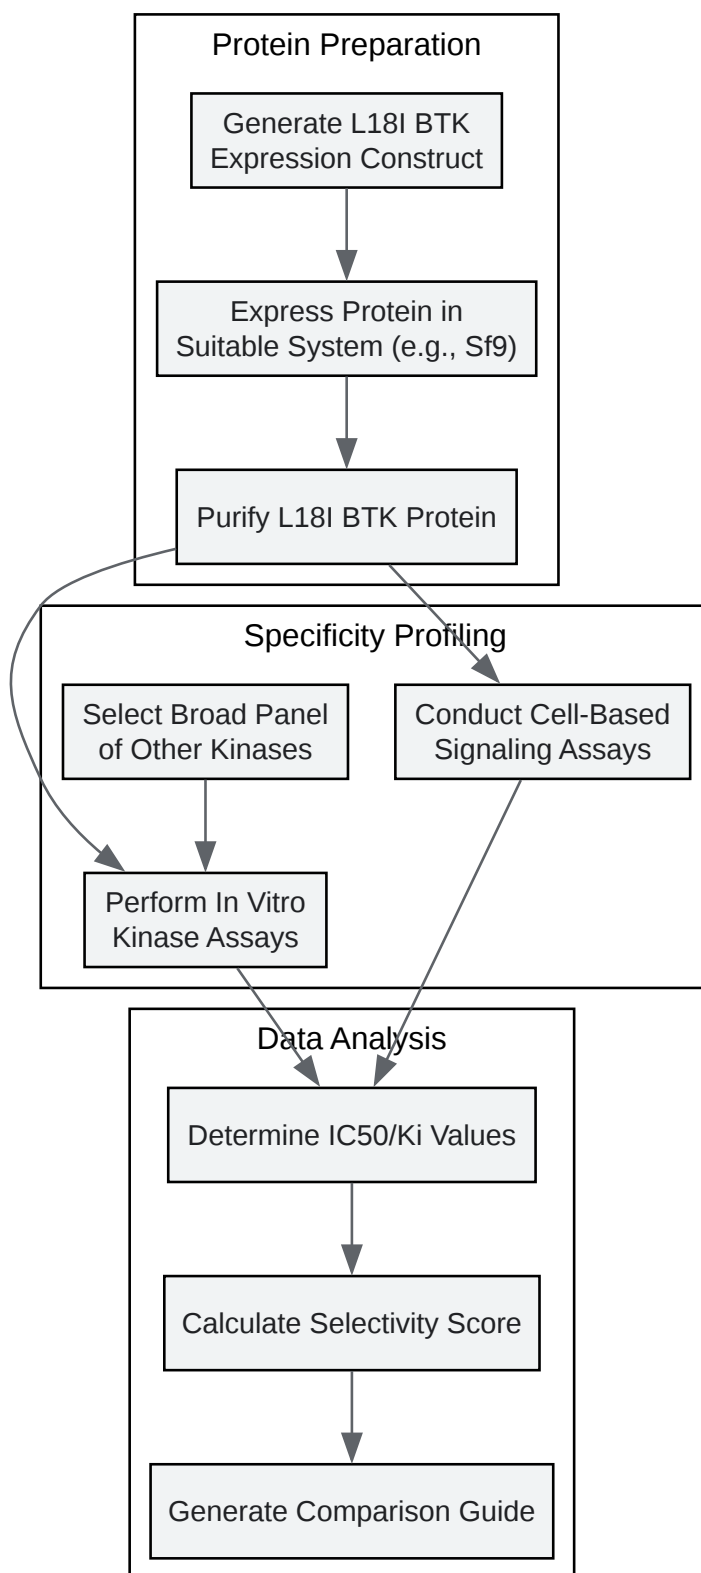 Protein Preparation
Generate L18I BTK
Expression Construct
Express Protein in
Suitable System (e.g., Sf9)
Purify L18I BTK Protein
Specificity Profiling
Select Broad Panel
of Other Kinases
Conduct Cell-Based
Signaling Assays
Perform In Vitro
Kinase Assays
Data Analysis
Determine IC50/Ki Values
Calculate Selectivity Score
Generate Comparison Guide